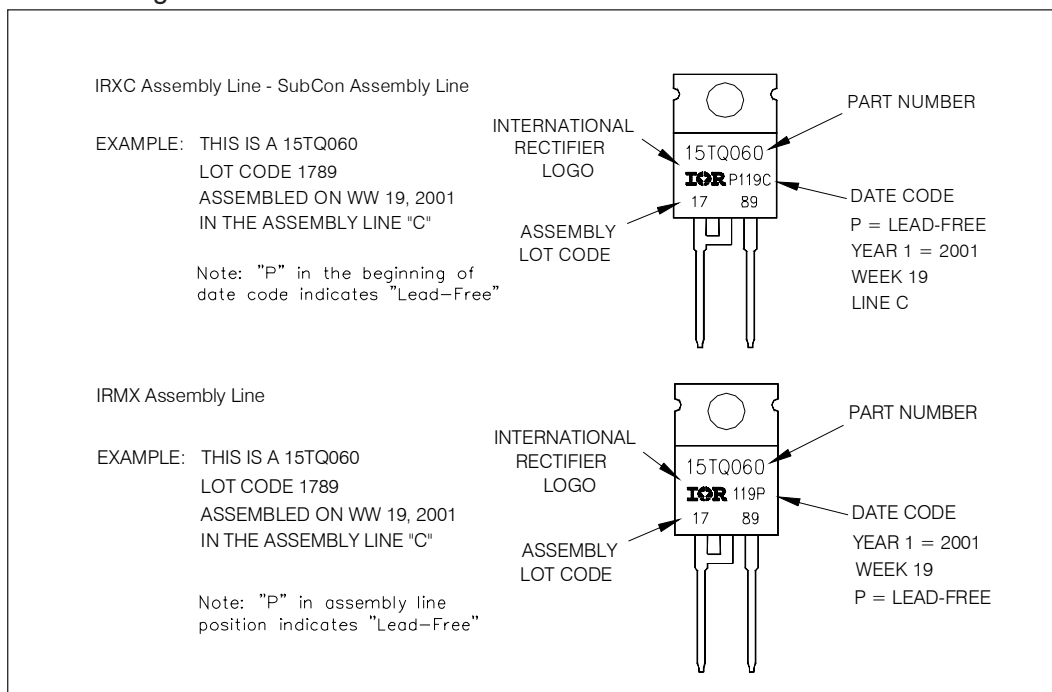 IRXC Assembly Line - SubCon Assembly Line
EXAMPLE: THIS IS A 15TQ060
LOT CODE 1789
ASSEMBLED ON WW 19, 2001
IN THE ASSEMBLY LINE "C"
Note: "P" in the beginning of
date code indicates "Lead-Free"
INTERNATIONAL
RECTIFIER
LOGO
ASSEMBLY
LOT CODE
15TQ060
IOR P119C
17 89
PART NUMBER
DATE CODE
P = LEAD-FREE
YEAR 1 = 2001
WEEK 19
LINE C
IRMX Assembly Line
EXAMPLE: THIS IS A 15TQ060
LOT CODE 1789
ASSEMBLED ON WW 19, 2001
IN THE ASSEMBLY LINE "C"
Note: "P" in assembly line
position indicates "Lead-Free"
INTERNATIONAL
RECTIFIER
LOGO
ASSEMBLY
LOT CODE
15TQ060
IOR 119P
17 89
PART NUMBER
DATE CODE
YEAR 1 = 2001
WEEK 19
P = LEAD-FREE